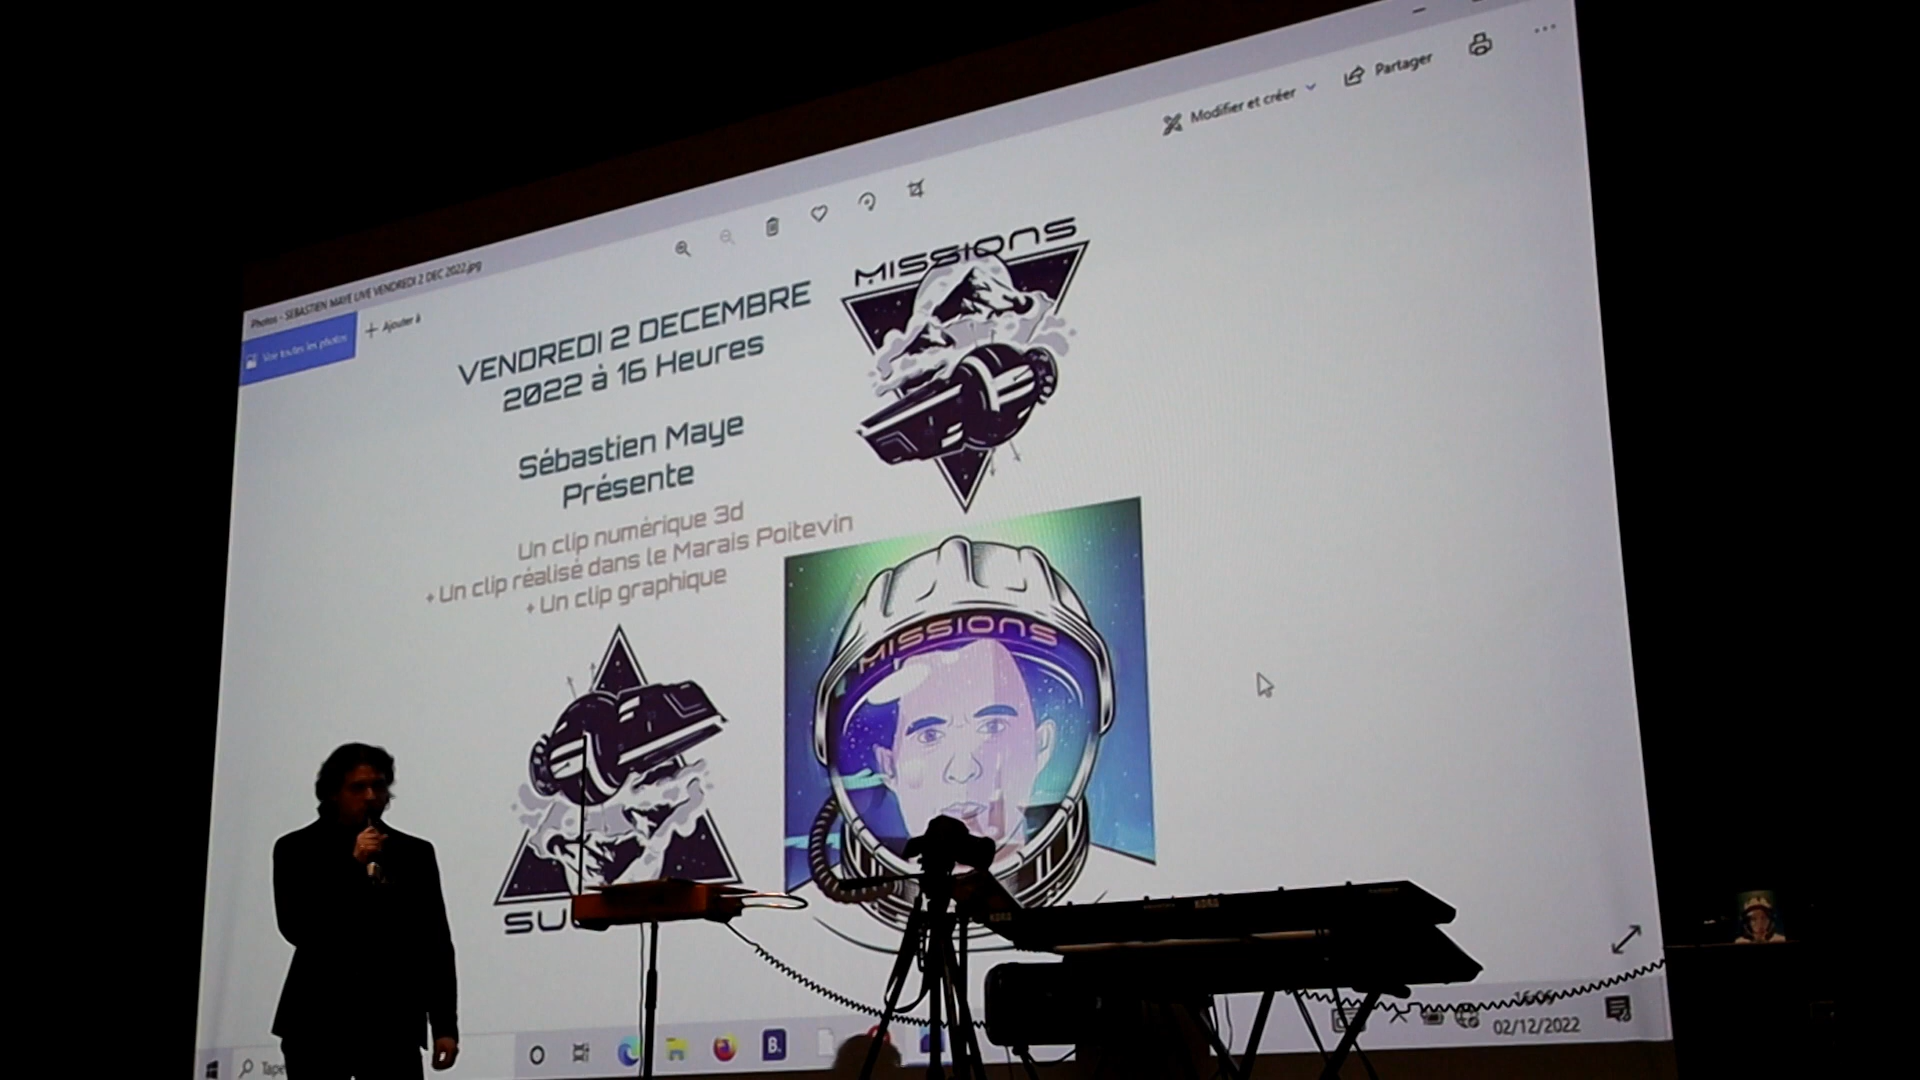 Photos - SEBASTIEN MAYE LIVE VENDREDI 2 DEC 2022.jpg
Voir toutes les photos
Ajouter à
Modifier et créer
Partager
MISSIONS
VENDREDI 2 DECEMBRE
2022 à 16 Heures
Sébastien Maye
Présente
Un clip numérique 3d
+ Un clip réalisé dans le Marais Poitevin
+ Un clip graphique
MISSIONS
KORG
KORG
B.
02/12/2022